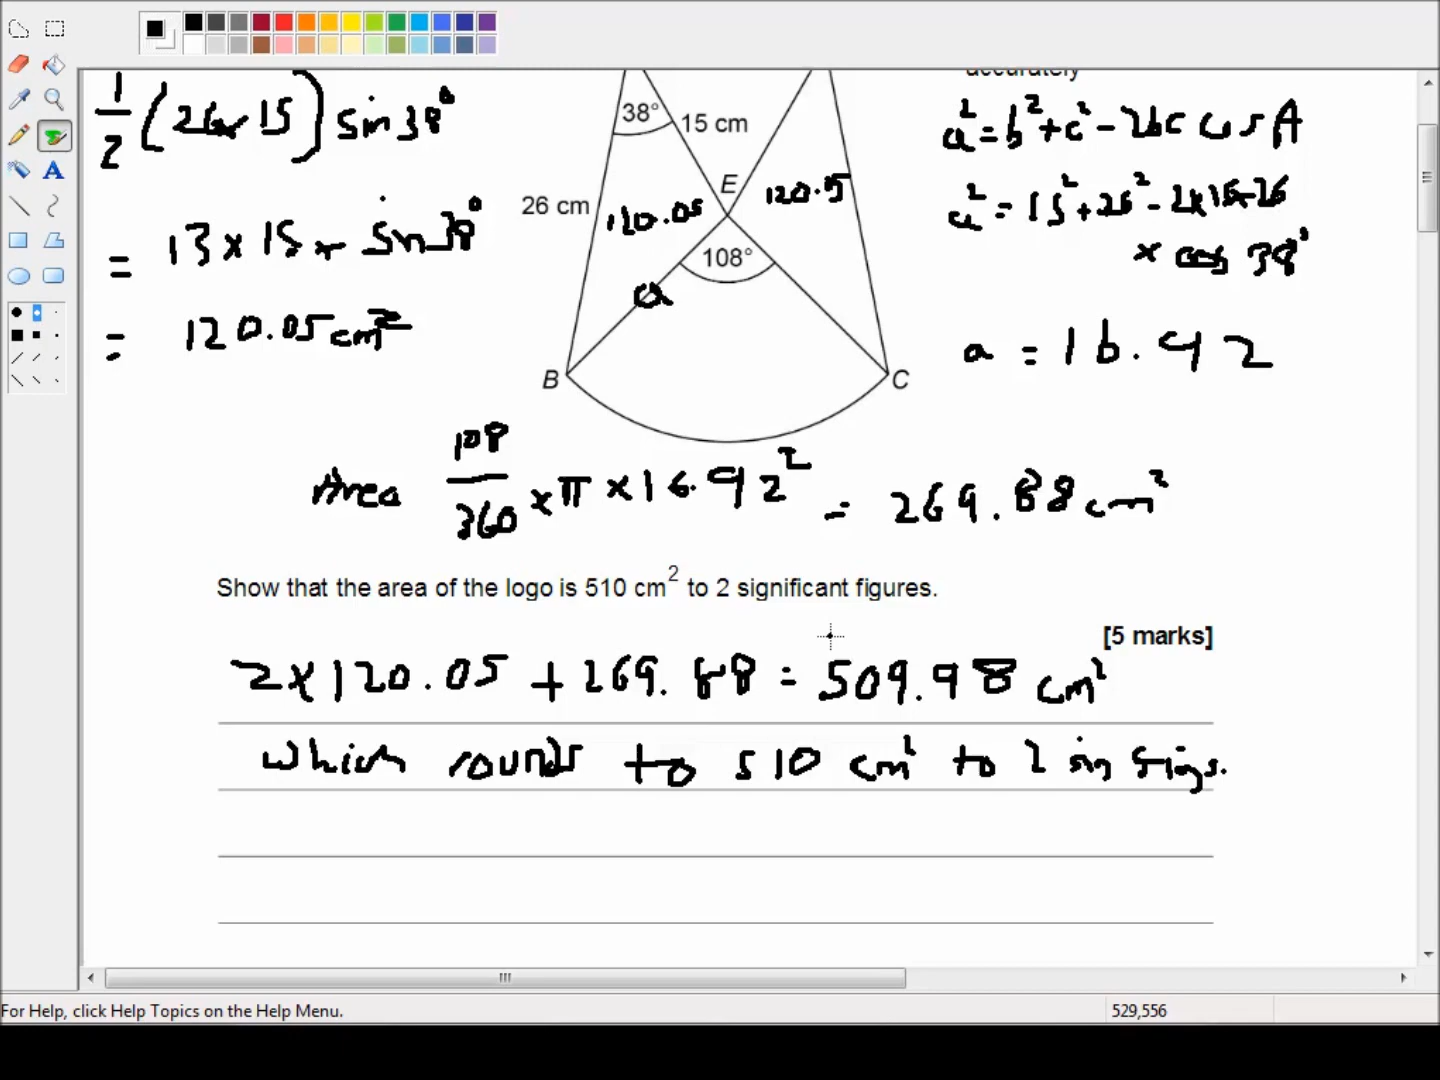 accurately
1/2 (26 × 15) sin 38°
= 13 × 15 × sin 38°
= 120.05 cm²
38°
15 cm
26 cm
E
120.05
120.5
108°
a
B
C
a² = b² + c² - 2bc cos A
a² = 15² + 26² - 2×15×26
× cos 38°
a = 16.92
Area 108/360 × π × 16.92² = 269.88 cm²
Show that the area of the logo is 510 cm² to 2 significant figures.
[5 marks]
2 × 120.05 + 269.88 = 509.98 cm²
which rounds to 510 cm² to 2 sig figs.
For Help, click Help Topics on the Help Menu.
529,556